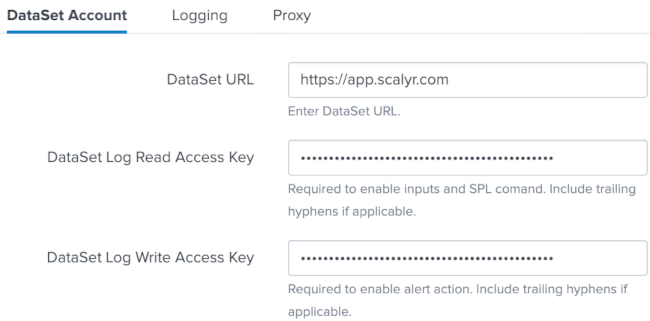 DataSet Account Logging Proxy
DataSet URL https://app.scalyr.com
Enter DataSet URL.
DataSet Log Read Access Key ••••••••••••••••••••••••••••••••••••••••••••••
Required to enable inputs and SPL comand. Include trailing
hyphens if applicable.
DataSet Log Write Access Key ••••••••••••••••••••••••••••••••••••••••••••••
Required to enable alert action. Include trailing hyphens if
applicable.